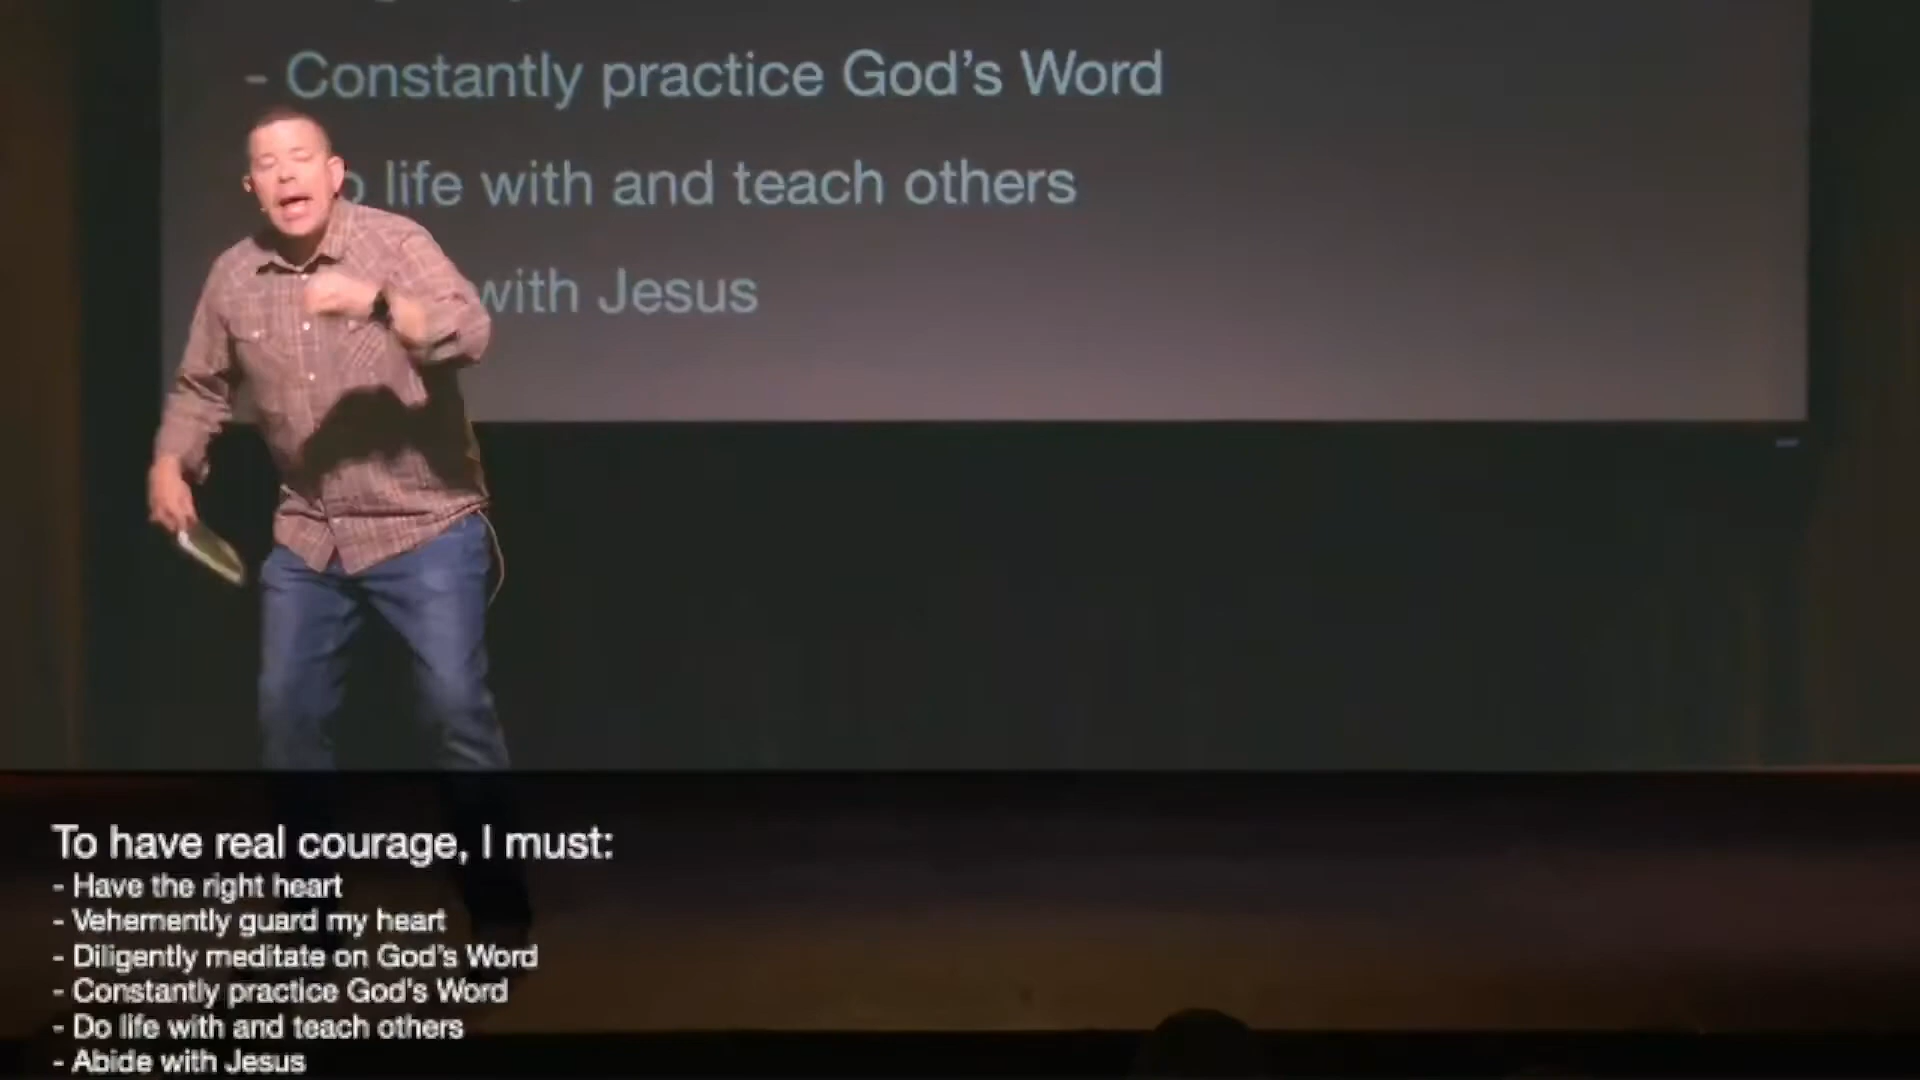 - Constantly practice God's Word
life with and teach others
with Jesus
To have real courage, I must:
- Have the right heart
- Vehemently guard my heart
- Diligently meditate on God's Word
- Constantly practice God's Word
- Do life with and teach others
- Abide with Jesus